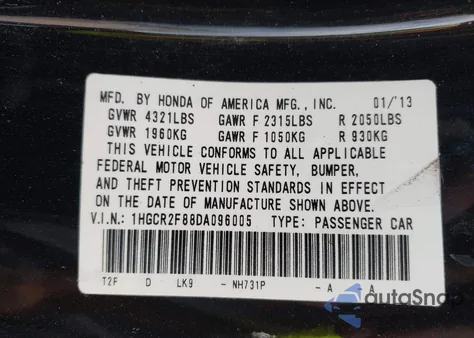 MFD. BY HONDA OF AMERICA MFG., INC. 01/'13
GVWR 4321LBS GAWR F 2315LBS R 2050LBS
GVWR 1960KG GAWR F 1050KG R 930KG
THIS VEHICLE CONFORMS TO ALL APPLICABLE
FEDERAL MOTOR VEHICLE SAFETY, BUMPER,
AND THEFT PREVENTION STANDARDS IN EFFECT
ON THE DATE OF MANUFACTURE SHOWN ABOVE.
V.I.N.: 1HGCR2F88DA096005 TYPE: PASSENGER CAR
T2F D LK9 - NH731P - A - A
autoSnap